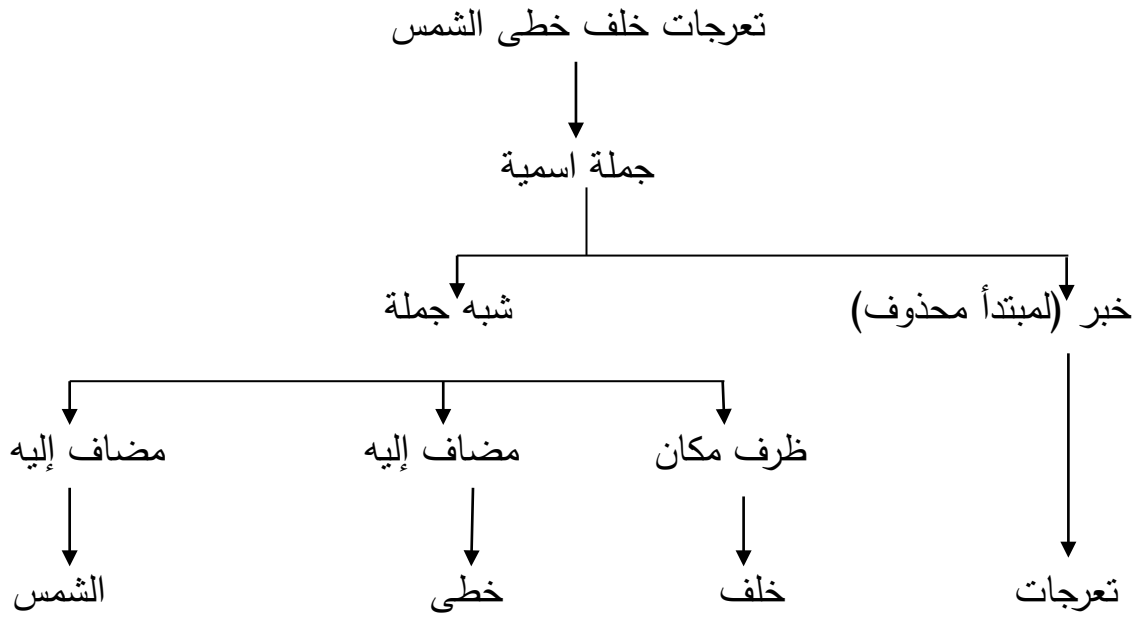 تعرجات خلف خطى الشمس
جملة اسمية
خبر (لمبتدأ محذوف) شبه جملة
ظرف مكان مضاف إليه مضاف إليه
تعرجات خلف خطى الشمس